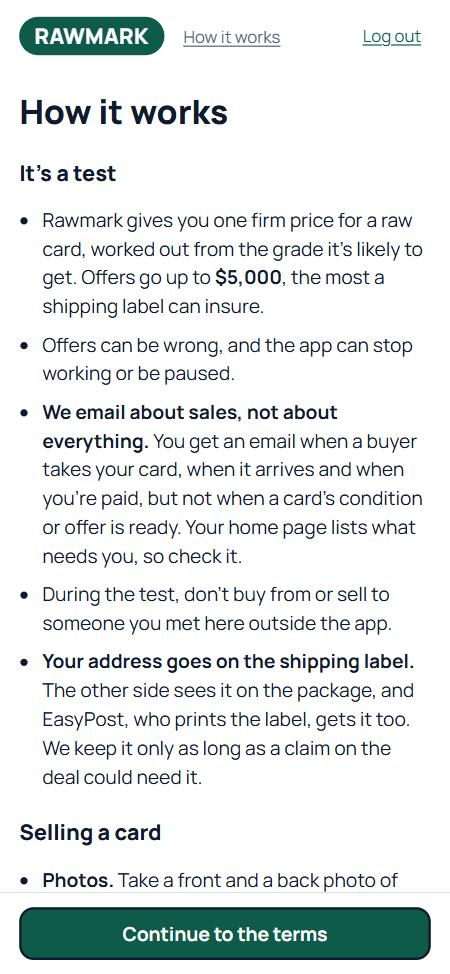 RAWMARK How it works Log out
How it works
It's a test
• Rawmark gives you one firm price for a raw
card, worked out from the grade it's likely to
get. Offers go up to $5,000, the most a
shipping label can insure.
• Offers can be wrong, and the app can stop
working or be paused.
• We email about sales, not about
everything. You get an email when a buyer
takes your card, when it arrives and when
you're paid, but not when a card's condition
or offer is ready. Your home page lists what
needs you, so check it.
• During the test, don't buy from or sell to
someone you met here outside the app.
• Your address goes on the shipping label.
The other side sees it on the package, and
EasyPost, who prints the label, gets it too.
We keep it only as long as a claim on the
deal could need it.
Selling a card
• Photos. Take a front and a back photo of
Continue to the terms